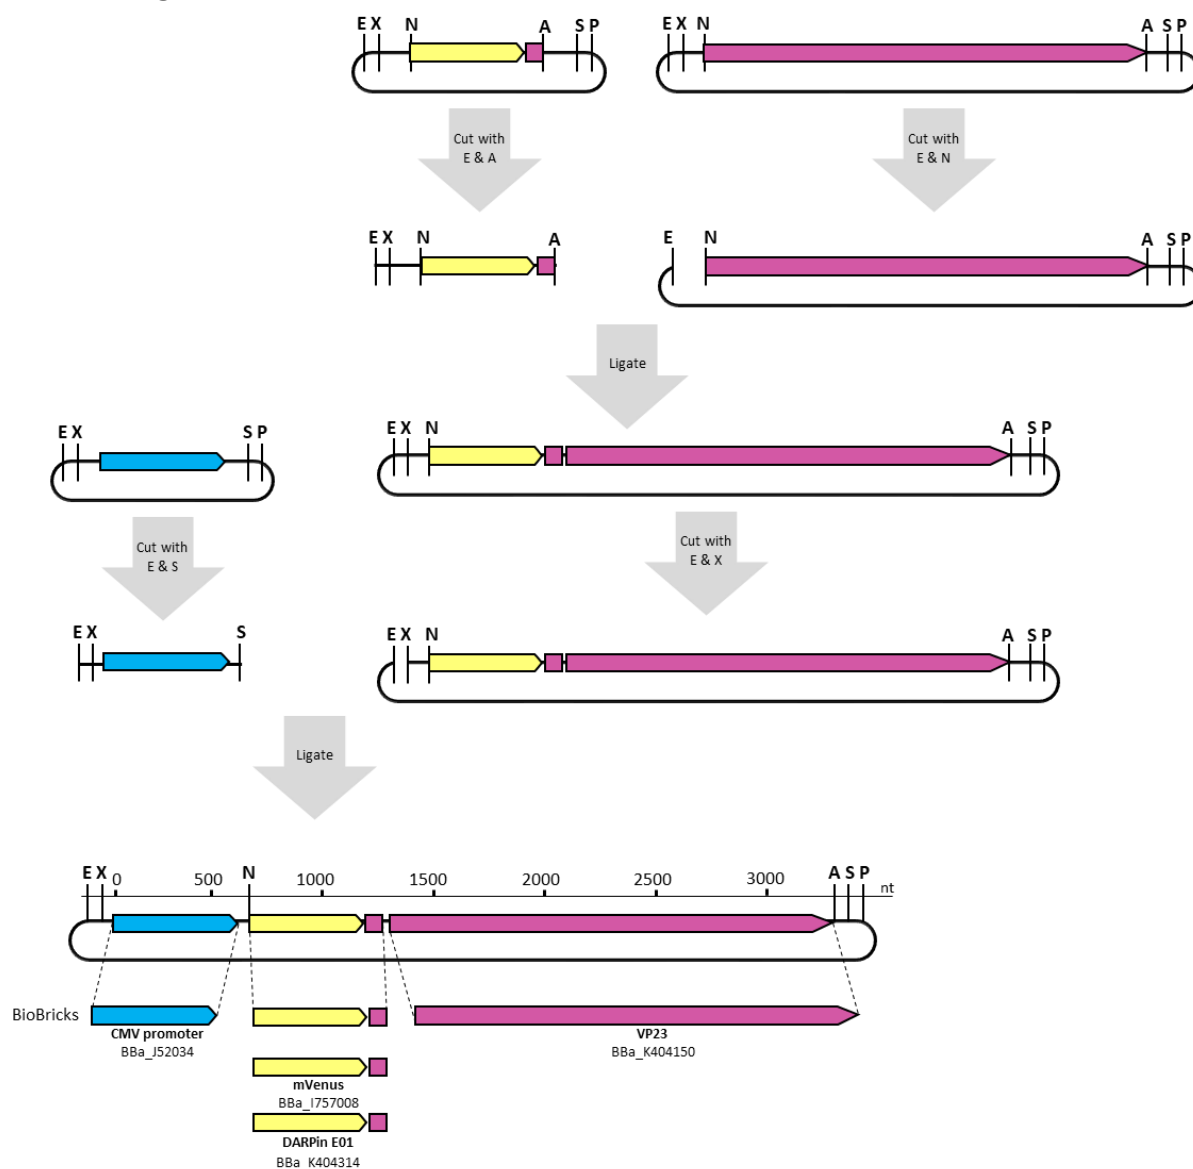 E X N A S P E X N A S P
Cut with
E & A
Cut with
E & N
E X N A E N A S P
Ligate
E X S P E X N A S P
Cut with
E & S
Cut with
E & X
E X S E X N A S P
Ligate
E X 0 500 N 1000 1500 2000 2500 3000 A S P nt
BioBricks
CMV promoter
BBa_J52034
VP23
BBa_K404150
mVenus
BBa_I757008
DARPin E01
BBa_K404314